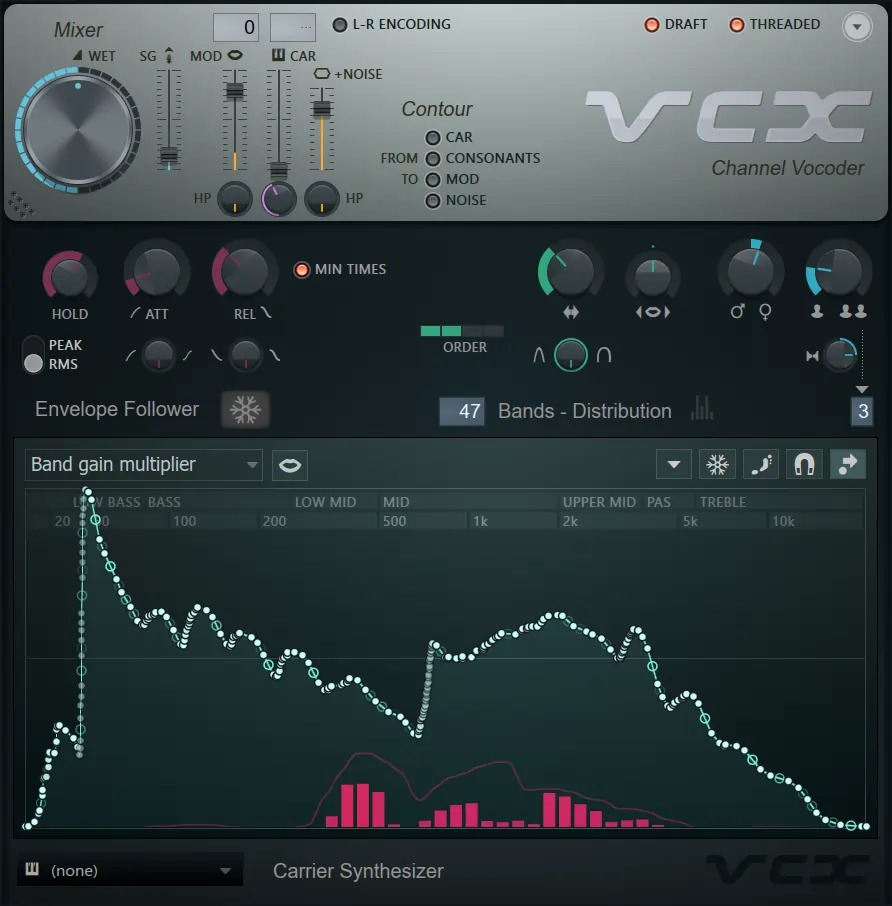 Mixer
0
...
L-R ENCODING
DRAFT
THREADED
WET
SG
MOD
CAR
+NOISE
Contour
CAR
FROM
CONSONANTS
TO
MOD
NOISE
HP
HP
VCX
Channel Vocoder
HOLD
ATT
REL
MIN TIMES
PEAK
RMS
ORDER
Envelope Follower
47
Bands - Distribution
3
Band gain multiplier
BASS BASS LOW MID MID UPPER MID PAS TREBLE
20 100 200 500 1k 2k 5k 10k
(none)
Carrier Synthesizer
VCX